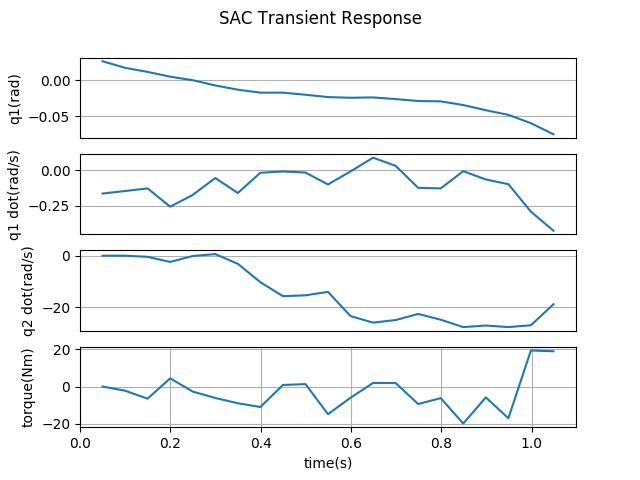 SAC Transient Response
q1(rad)
0.00
−0.05
q1 dot(rad/s)
0.00
−0.25
q2 dot(rad/s)
0
−20
torque(Nm)
20
0
−20
0.0 0.2 0.4 0.6 0.8 1.0
time(s)